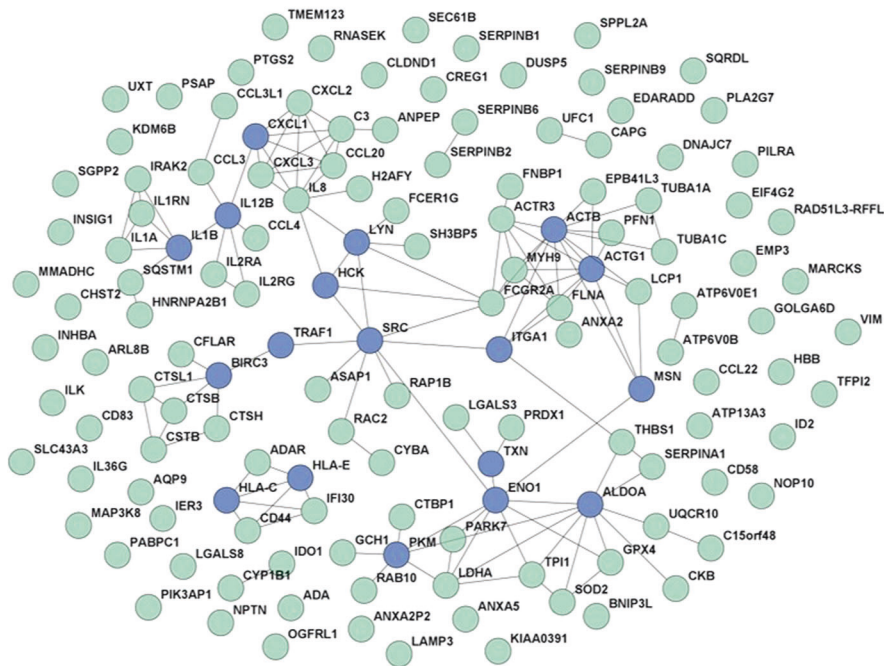 TMEM123
SEC61B
SPPL2A
RNASEK
SERPINB1
PTGS2
CLDND1
DUSP5
SQRDL
UXT
PSAP
CCL3L1
CXCL2
CREG1
SERPINB9
EDARADD
PLA2G7
CXCL1
C3
ANPEP
SERPINB6
UFC1
CAPG
KDM6B
CCL3
CXCL3
CCL20
SERPINB2
DNAJC7
PILRA
SGPP2
IRAK2
IL8
H2AFY
FNBP1
EPB41L3
TUBA1A
EIF4G2
IL1RN
IL12B
FCER1G
ACTR3
ACTB
PFN1
RAD51L3-RFFL
INSIG1
IL1A
IL1B
CCL4
LYN
SH3BP5
MYH9
ACTG1
TUBA1C
EMP3
MMADHC
SQSTM1
IL2RA
HCK
FCGR2A
FLNA
LCP1
MARCKS
CHST2
HNRNPA2B1
IL2RG
ANXA2
ATP6V0E1
GOLGA6D
INHBA
CFLAR
TRAF1
SRC
ITGA1
ATP6V0B
VIM
ARL8B
BIRC3
MSN
CCL22
HBB
ILK
CTSL1
ASAP1
RAP1B
TFPI2
CD83
CTSB
CTSH
LGALS3
PRDX1
ATP13A3
ID2
CSTB
RAC2
CYBA
THBS1
SLC43A3
ADAR
HLA-E
TXN
SERPINA1
CD58
IL36G
AQP9
HLA-C
IFI30
ENO1
ALDOA
NOP10
MAP3K8
IER3
CD44
CTBP1
PARK7
UQCR10
C15orf48
PABPC1
GCH1
PKM
LGALS8
IDO1
LDHA
TPI1
GPX4
CKB
CYP1B1
RAB10
SOD2
PIK3AP1
ADA
BNIP3L
NPTN
ANXA2P2
ANXA5
OGFRL1
LAMP3
KIAA0391